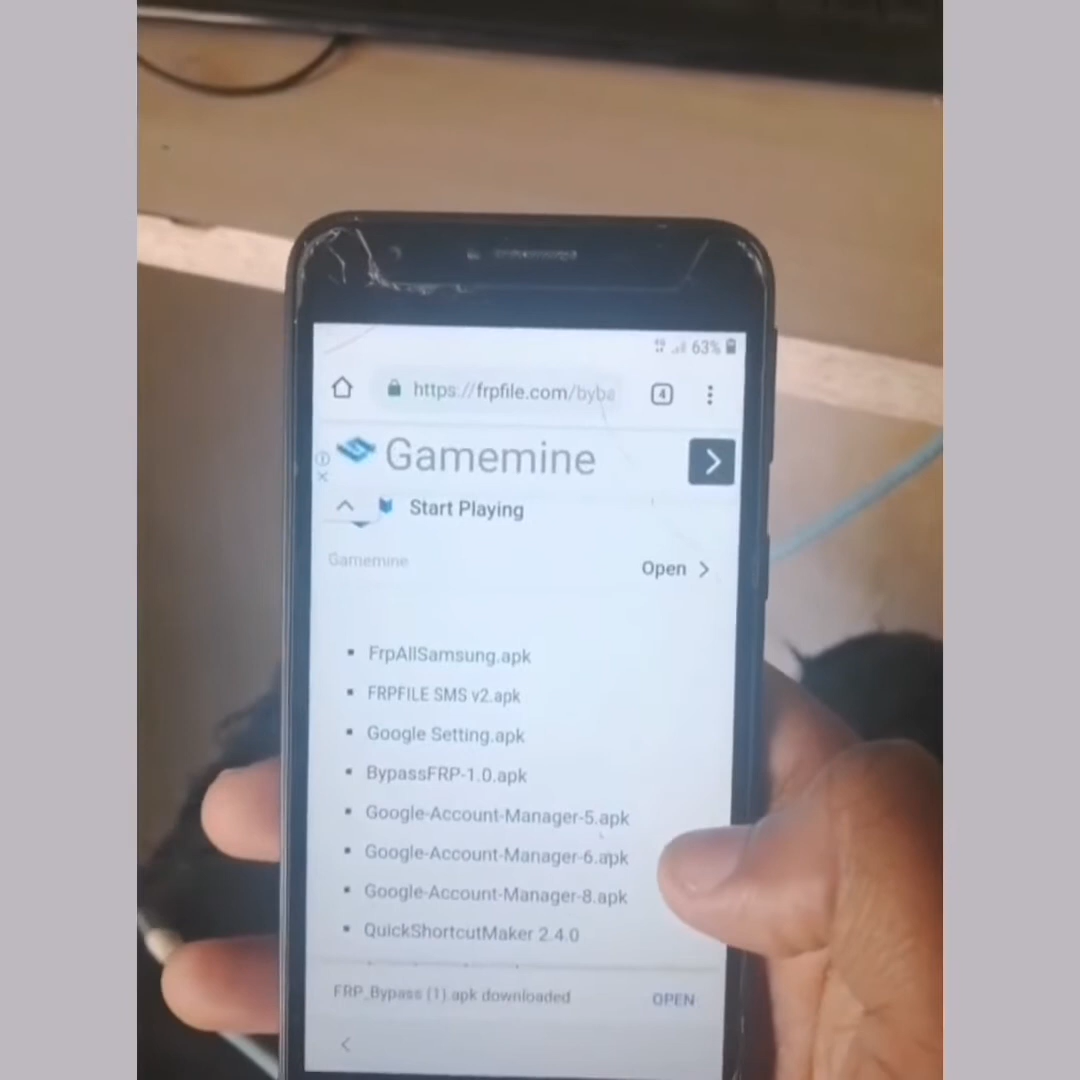 63%
https://frpfile.com/byba
4
Gamemine
Start Playing
Gamemine
Open
FrpAllSamsung.apk
FRPFILE SMS v2.apk
Google Setting.apk
BypassFRP-1.0.apk
Google-Account-Manager-5.apk
Google-Account-Manager-6.apk
Google-Account-Manager-8.apk
QuickShortcutMaker 2.4.0
FRP_Bypass (1).apk downloaded
OPEN